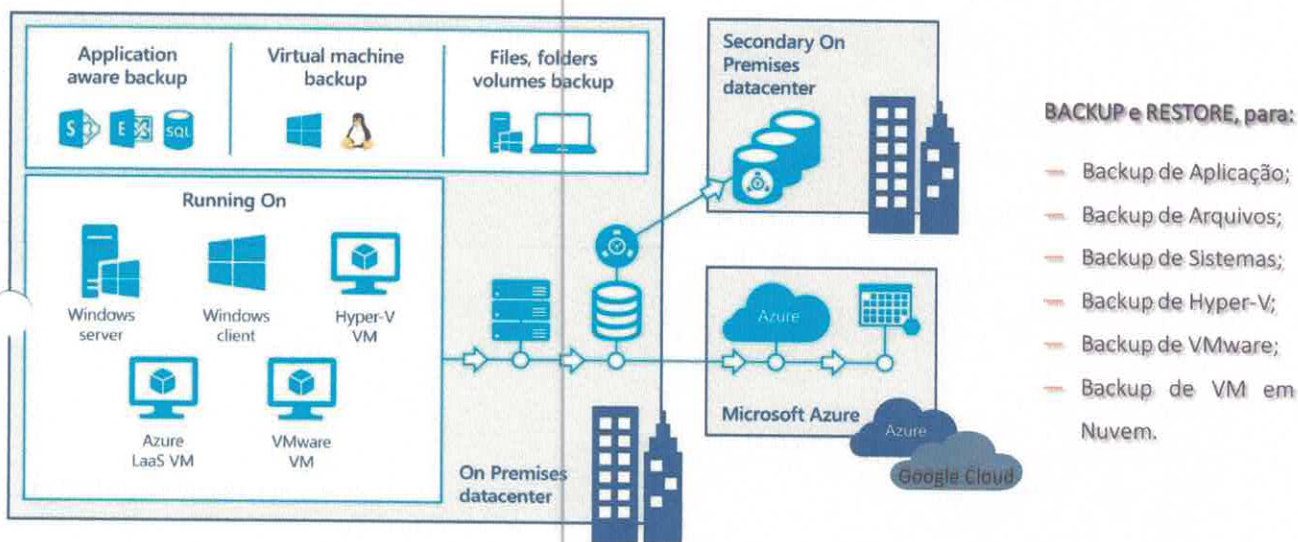 Application
aware backup
Virtual machine
backup
Files, folders
volumes backup
S
E
SQL
Running On
Windows
server
Windows
client
Hyper-V
VM
Azure
LaaS VM
VMware
VM
On Premises
datacenter
Secondary On
Premises
datacenter
Azure
Microsoft Azure
Azure
Google Cloud
BACKUP e RESTORE, para:
Backup de Aplicação;
Backup de Arquivos;
Backup de Sistemas;
Backup de Hyper-V;
Backup de VMware;
Backup de VM em
Nuvem.